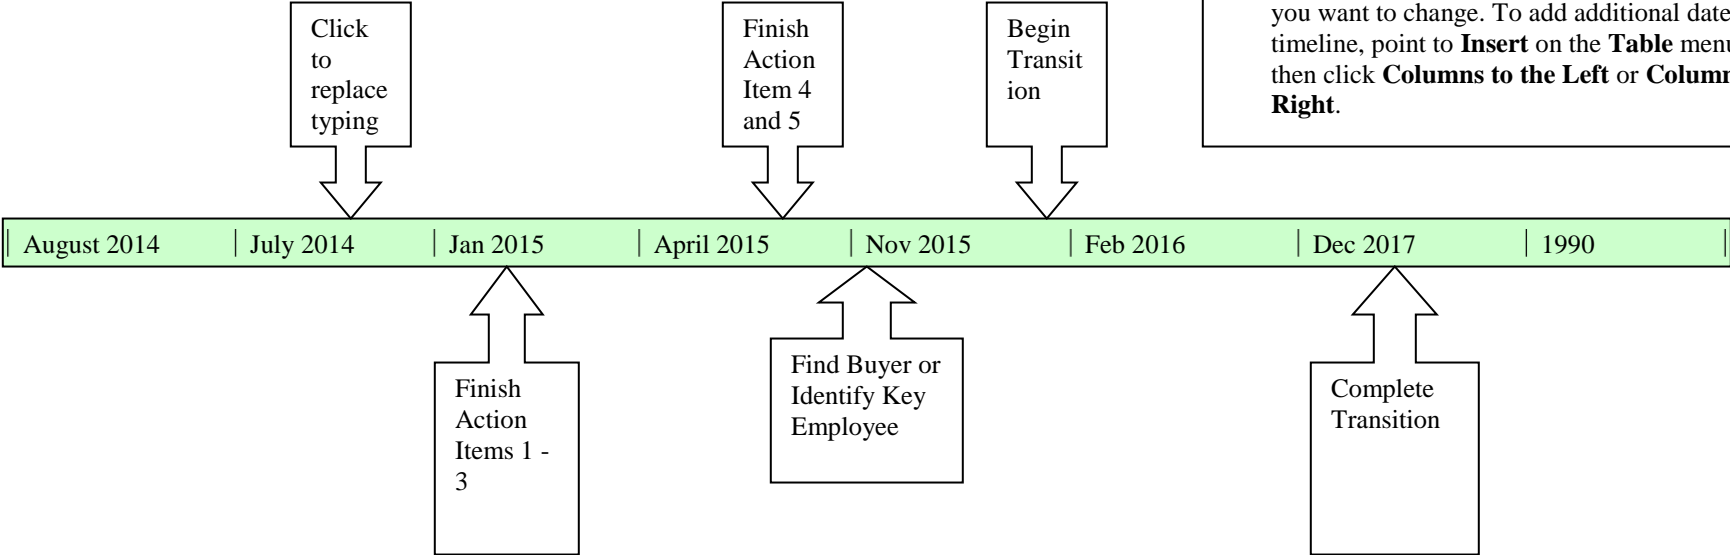 Click
to
replace
typing
Finish
Action
Item 4
and 5
Begin
Transit
ion
you want to change. To add additional date
timeline, point to Insert on the Table menu
then click Columns to the Left or Column
Right.
August 2014 July 2014 Jan 2015 April 2015 Nov 2015 Feb 2016 Dec 2017 1990
Finish
Action
Items 1 -
3
Find Buyer or
Identify Key
Employee
Complete
Transition